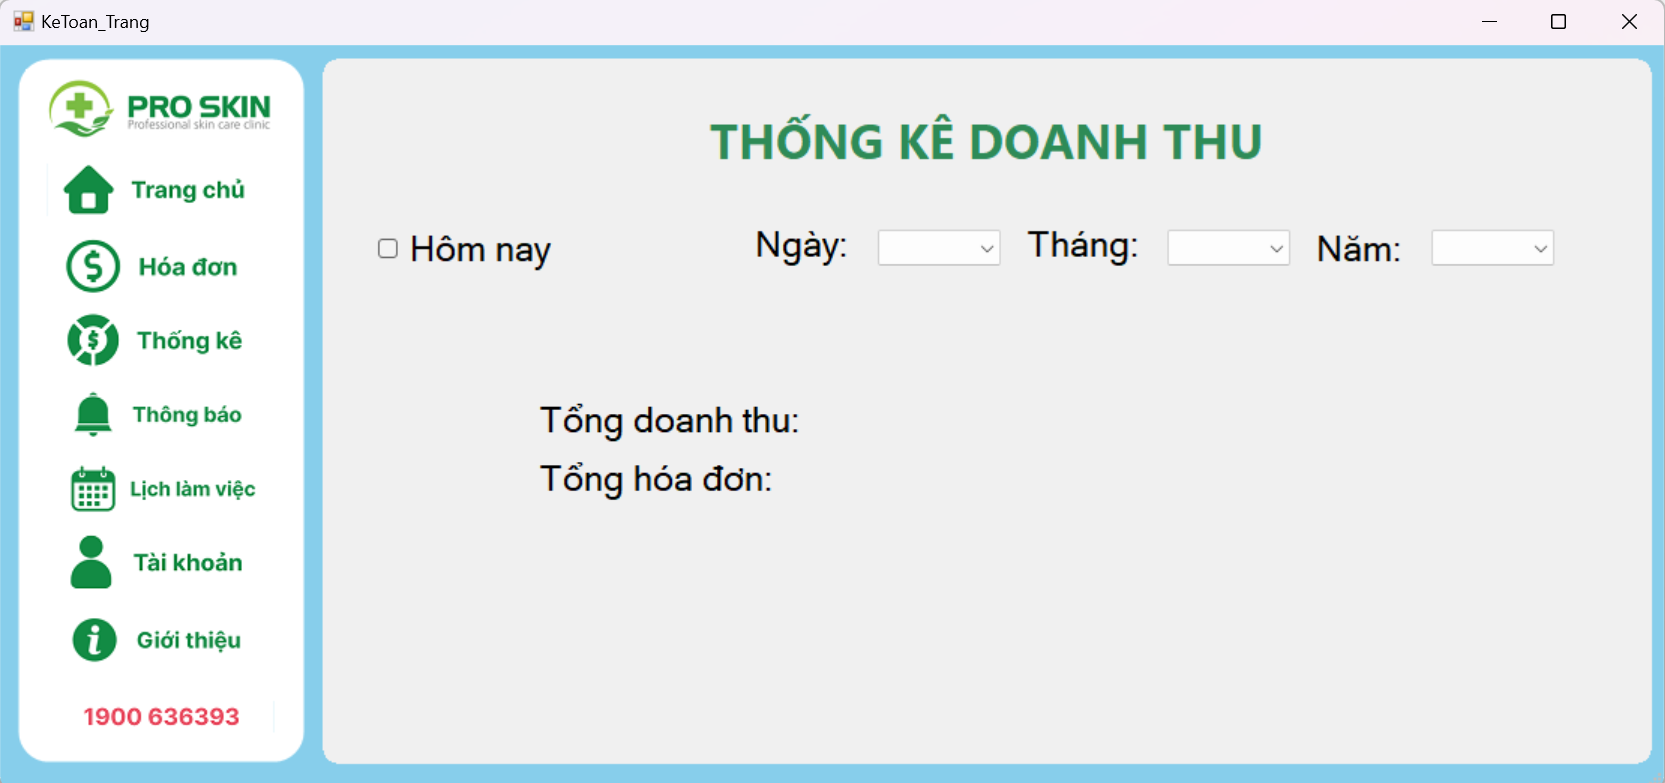 KeToan_Trang
PRO SKIN
Professional skin care clinic
Trang chủ
Hóa đơn
Thống kê
Thông báo
Lịch làm việc
Tài khoản
Giới thiệu
1900 636393
THỐNG KÊ DOANH THU
Hôm nay Ngày: Tháng: Năm:
Tổng doanh thu:
Tổng hóa đơn: